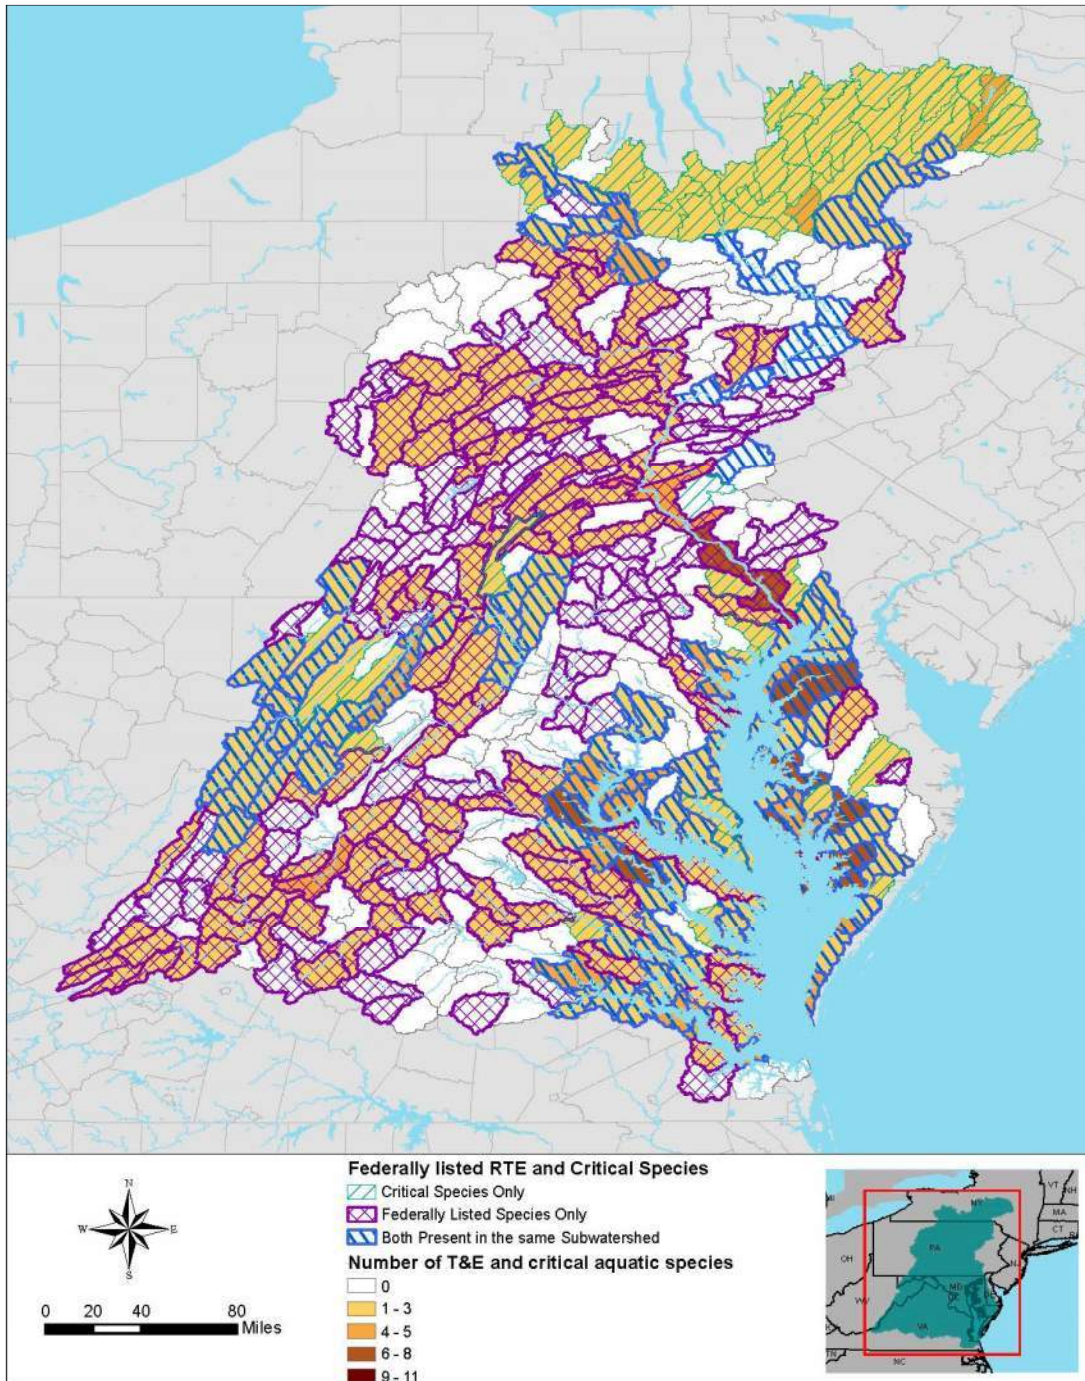 Federally listed RTE and Critical Species
Critical Species Only
Federally Listed Species Only
Both Present in the same Subwatershed
Number of T&E and critical aquatic species
0
1 - 3
4 - 5
6 - 8
9 - 11
N
W E
S
0 20 40 80
Miles
VT NH
NY
MA
CT R
PA
OH
N
MD
WV
DE
VA
K
TN
NC